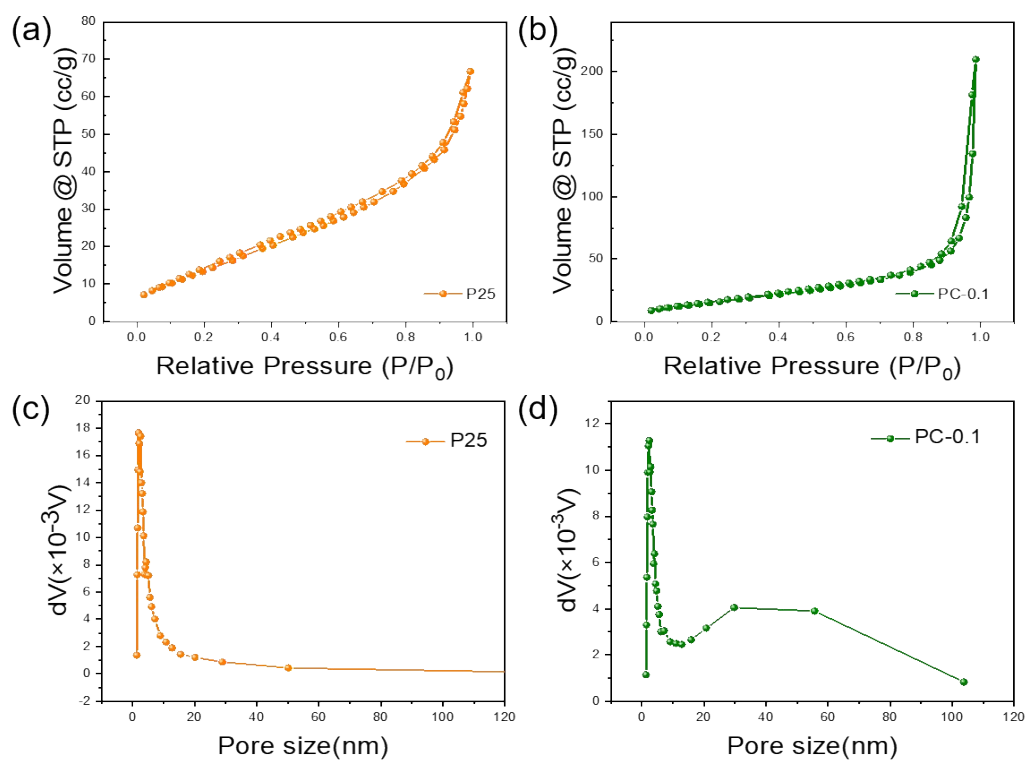 (a)
80
70
60
50
40
30
20
10
0
Volume @ STP (cc/g)
P25
0.0 0.2 0.4 0.6 0.8 1.0
Relative Pressure (P/P₀)
(b)
200
150
100
50
0
Volume @ STP (cc/g)
PC-0.1
0.0 0.2 0.4 0.6 0.8 1.0
Relative Pressure (P/P₀)
(c)
20
18
16
14
12
10
8
6
4
2
0
-2
dV(×10⁻³V)
P25
0 20 40 60 80 100 120
Pore size(nm)
(d)
12
10
8
6
4
2
0
dV(×10⁻³V)
PC-0.1
0 20 40 60 80 100 120
Pore size(nm)